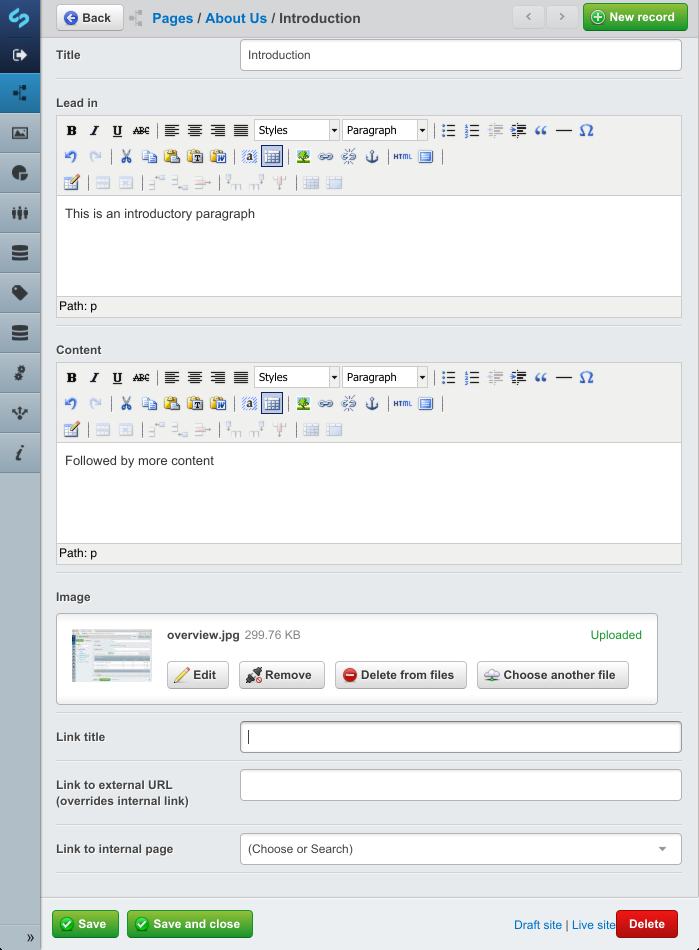 Back
Pages / About Us / Introduction
New record
Title
Introduction
Lead in
B I U ABC
Styles
Paragraph
HTML
This is an introductory paragraph
Path: p
Content
B I U ABC
Styles
Paragraph
HTML
Followed by more content
Path: p
Image
overview.jpg 299.76 KB
Uploaded
Edit
Remove
Delete from files
Choose another file
Link title
Link to external URL
(overrides internal link)
Link to internal page
(Choose or Search)
Save
Save and close
Draft site | Live site
Delete